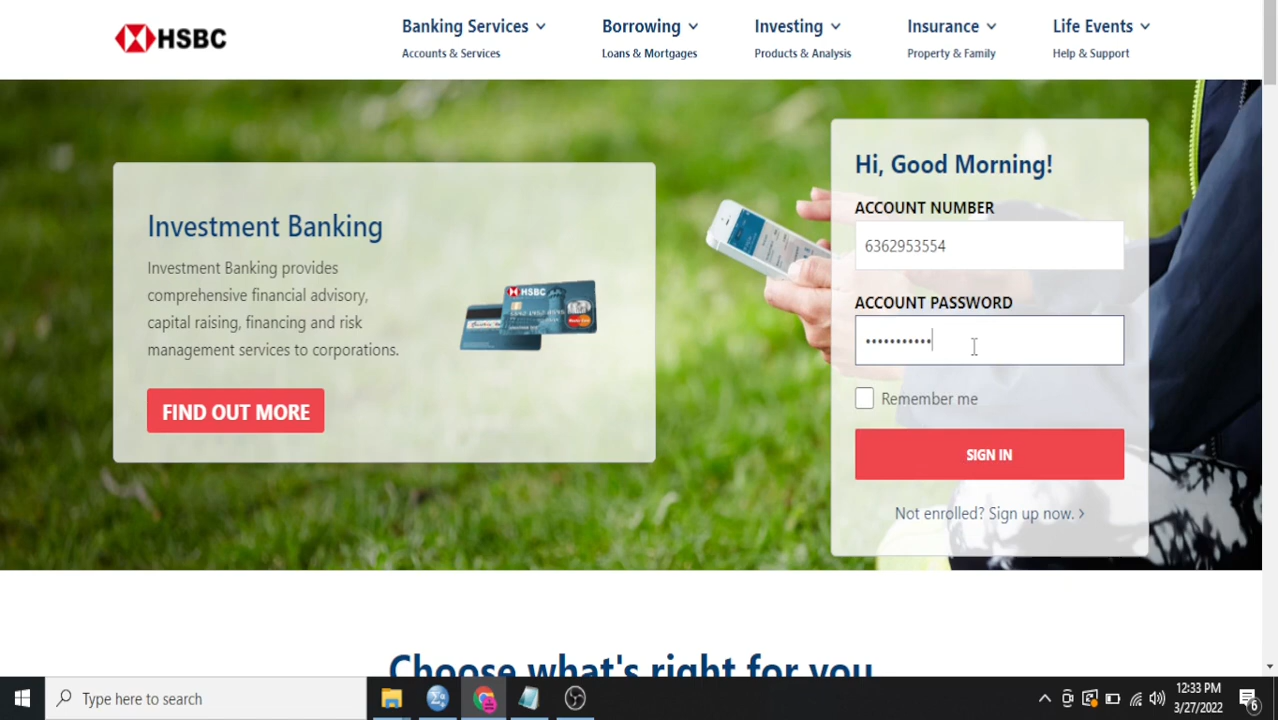 HSBC
Banking Services
Accounts & Services
Borrowing
Loans & Mortgages
Investing
Products & Analysis
Insurance
Property & Family
Life Events
Help & Support
Investment Banking
Investment Banking provides
comprehensive financial advisory,
capital raising, financing and risk
management services to corporations.
FIND OUT MORE
HSBC
Hi, Good Morning!
ACCOUNT NUMBER
6362953554
ACCOUNT PASSWORD
•••••••••••
Remember me
SIGN IN
Not enrolled? Sign up now. >
Choose what's right for you
Type here to search
12:33 PM
3/27/2022
6